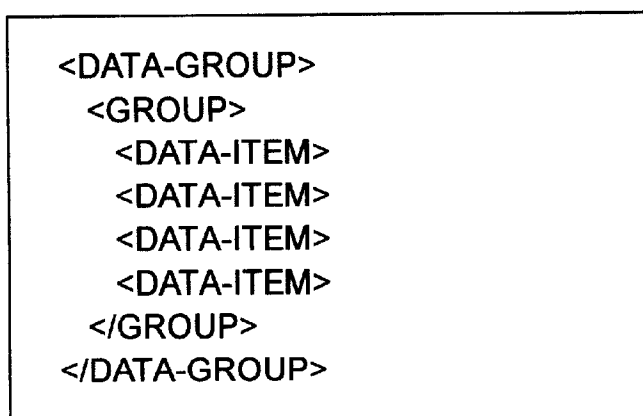 <DATA-GROUP>
<GROUP>
<DATA-ITEM>
<DATA-ITEM>
<DATA-ITEM>
<DATA-ITEM>
</GROUP>
</DATA-GROUP>